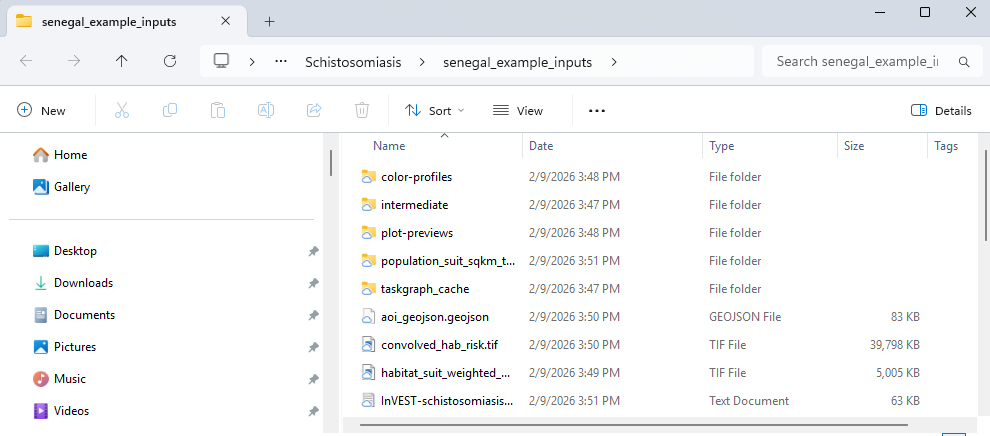 senegal_example_inputs
Schistosomiasis senegal_example_inputs Search senegal_example_i
New Sort View Details
Name Date Type Size Tags
Home
Gallery
Desktop
Downloads
Documents
Pictures
Music
Videos
color-profiles 2/9/2026 3:48 PM File folder
intermediate 2/9/2026 3:47 PM File folder
plot-previews 2/9/2026 3:48 PM File folder
population_suit_sqkm_t... 2/9/2026 3:51 PM File folder
taskgraph_cache 2/9/2026 3:47 PM File folder
aoi_geojson.geojson 2/9/2026 3:50 PM GEOJSON File 83 KB
convolved_hab_risk.tif 2/9/2026 3:50 PM TIF File 39,798 KB
habitat_suit_weighted_... 2/9/2026 3:49 PM TIF File 5,005 KB
InVEST-schistosomiasis... 2/9/2026 3:51 PM Text Document 63 KB